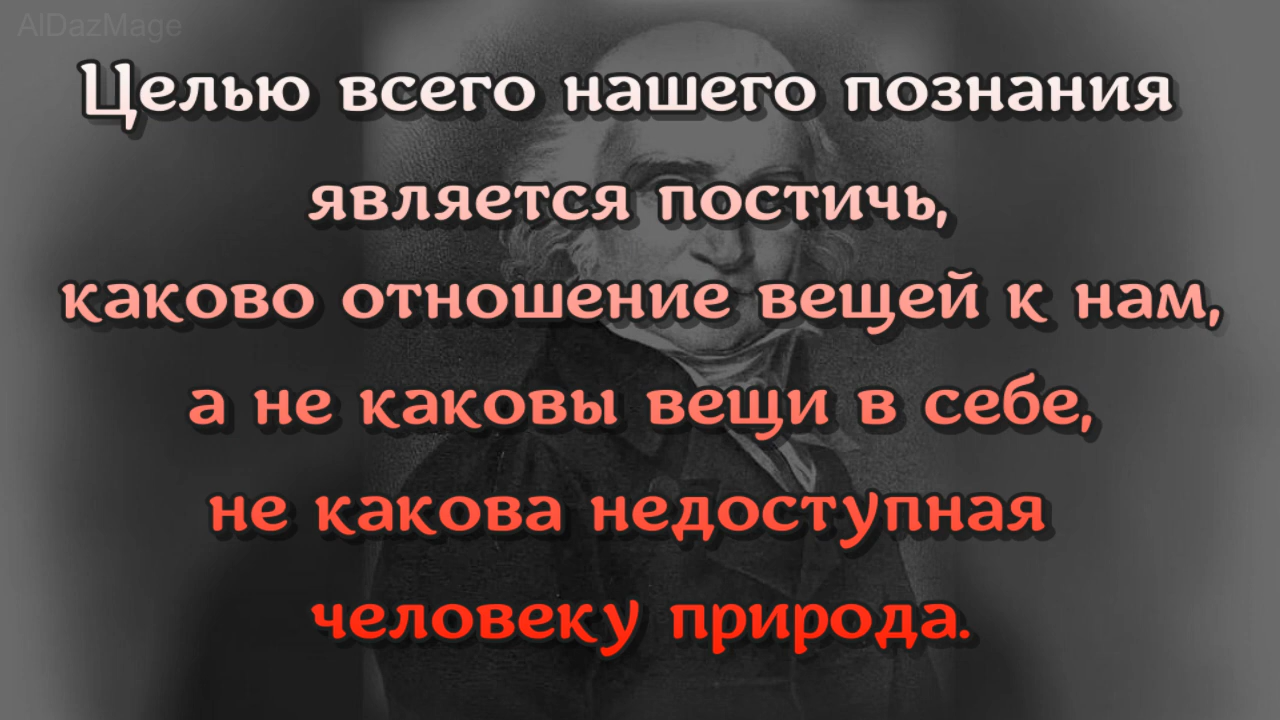 AlDazMage
Целью всего нашего познания
является постичь,
каково отношение вещей к нам,
а не каковы вещи в себе,
не какова недоступная
человеку природа.